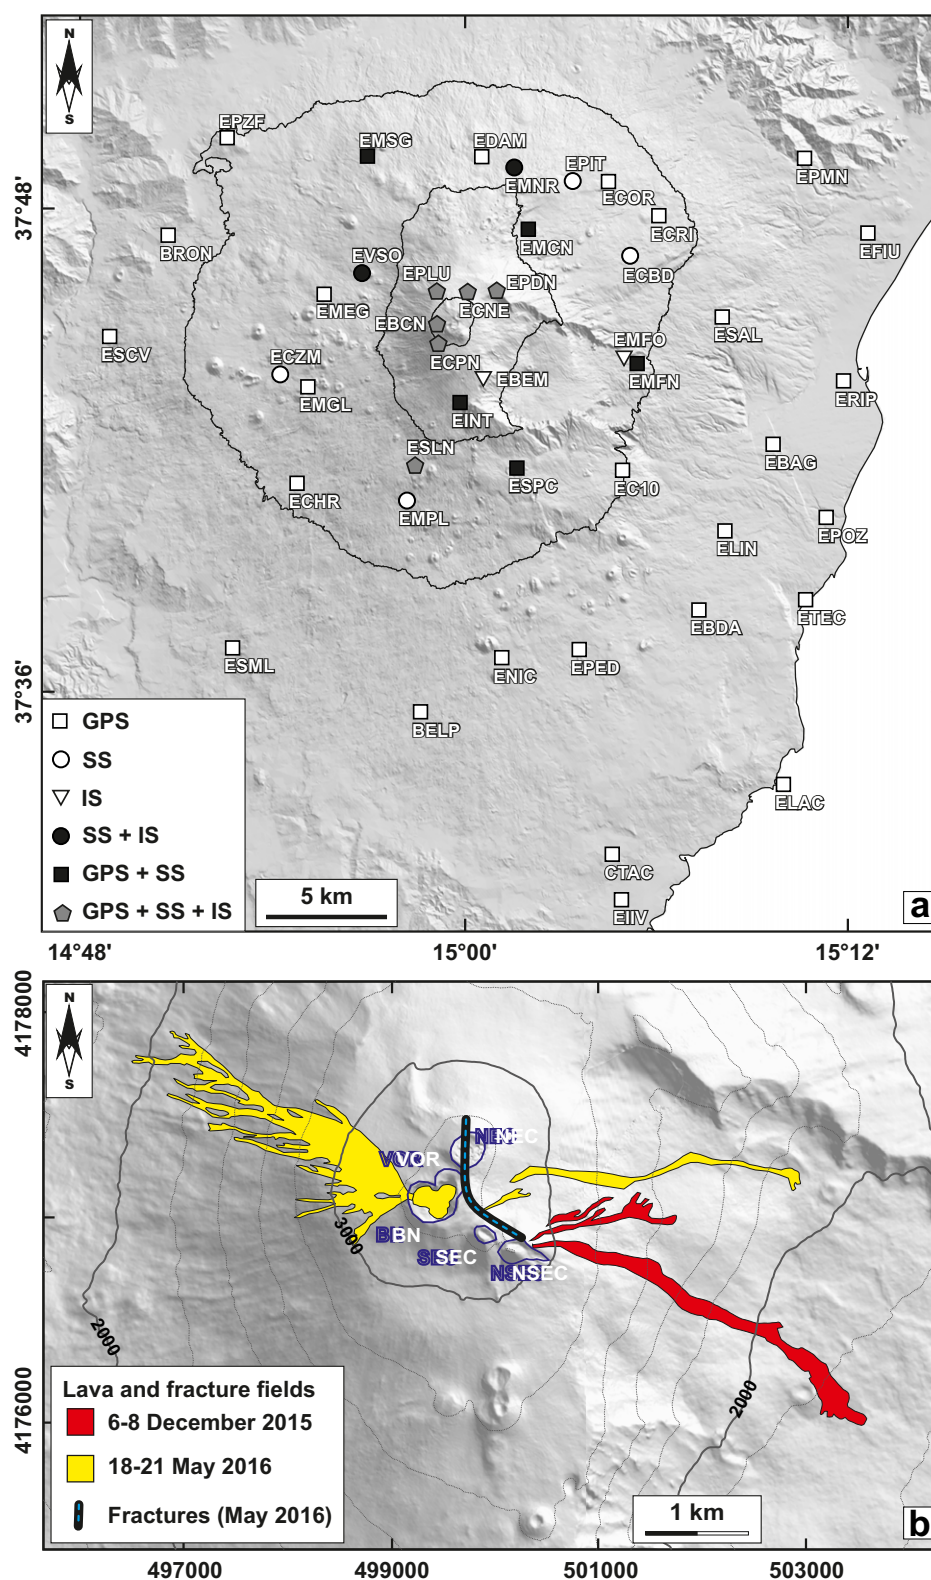 N
S
EPZF
EMSG
EDAM
EPIT
EPMN
EMNR
ECOR
37°48'
ECRI
BRON
EMCN
EFIU
EVSO
ECBD
EPLU
EPDN
EMEG
ECNE
EBCN
ESAL
ESCV
EMFO
ECZM
ECPN
EBEM
EMGL
EMFN
ERIP
EINT
ESLN
EBAG
ECHR
ESPC
EC10
EMPL
EPOZ
ELIN
ETEC
EBDA
ESML
ENIC
EPED
37°36'
BELP
ELAC
CTAC
EIIV
GPS
SS
IS
SS + IS
GPS + SS
GPS + SS + IS
5 km
a
14°48'
15°00'
15°12'
4178000
N
S
NEC
VOR
BN
3000
SEC
NSEC
2000
2000
4176000
Lava and fracture fields
6-8 December 2015
18-21 May 2016
Fractures (May 2016)
1 km
b
497000
499000
501000
503000